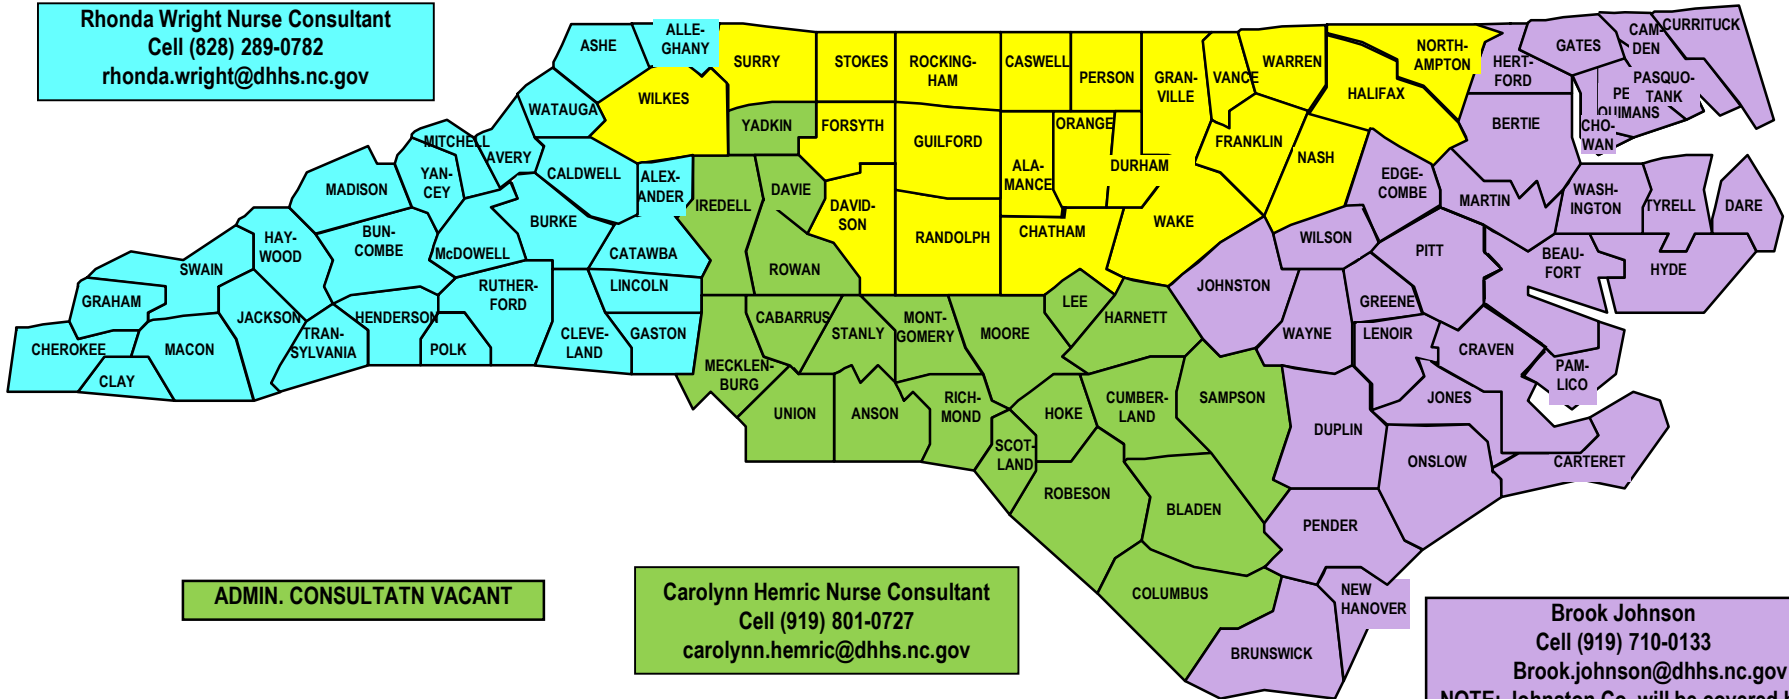 Rhonda Wright Nurse Consultant
Cell (828) 289-0782
rhonda.wright@dhhs.nc.gov
ASHE
ALLE-
GHANY
SURRY
STOKES
ROCKING-
HAM
CASWELL
PERSON
GRAN-
VILLE
VANCE
WARREN
NORTH-
AMPTON
HERT-
FORD
GATES
CAM-
DEN
CURRITUCK
PASQUO-
TANK
PE
QUIMANS
CHO-
WAN
WATAUGA
WILKES
YADKIN
FORSYTH
GUILFORD
ALA-
MANCE
ORANGE
DURHAM
FRANKLIN
HALIFAX
NASH
BERTIE
MITCHELL
AVERY
YAN-
CEY
MADISON
CALDWELL
ALEX-
ANDER
IREDELL
DAVIE
DAVID-
SON
RANDOLPH
CHATHAM
WAKE
EDGE-
COMBE
MARTIN
WASH-
INGTON
TYRELL
DARE
HAY-
WOOD
BUN-
COMBE
McDOWELL
BURKE
CATAWBA
ROWAN
JOHNSTON
WILSON
PITT
BEAU-
FORT
HYDE
SWAIN
GRAHAM
JACKSON
TRAN-
SYLVANIA
HENDERSON
RUTHER-
FORD
POLK
LINCOLN
CLEVE-
LAND
GASTON
CABARRUS
STANLY
MONT-
GOMERY
MOORE
LEE
HARNETT
WAYNE
GREENE
LENOIR
CRAVEN
PAM-
LICO
CHEROKEE
CLAY
MACON
MECKLEN-
BURG
UNION
ANSON
RICH-
MOND
SCOT-
LAND
HOKE
CUMBER-
LAND
SAMPSON
DUPLIN
JONES
ONSLOW
CARTERET
ROBESON
BLADEN
PENDER
COLUMBUS
NEW
HANOVER
BRUNSWICK
ADMIN. CONSULTATN VACANT
Carolynn Hemric Nurse Consultant
Cell (919) 801-0727
carolynn.hemric@dhhs.nc.gov
Brook Johnson
Cell (919) 710-0133
Brook.johnson@dhhs.nc.gov
NOTE: Johnston Co. will be covered